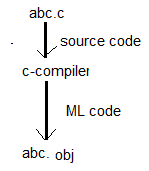 abc.c
source code
c-compiler
ML code
abc. obj